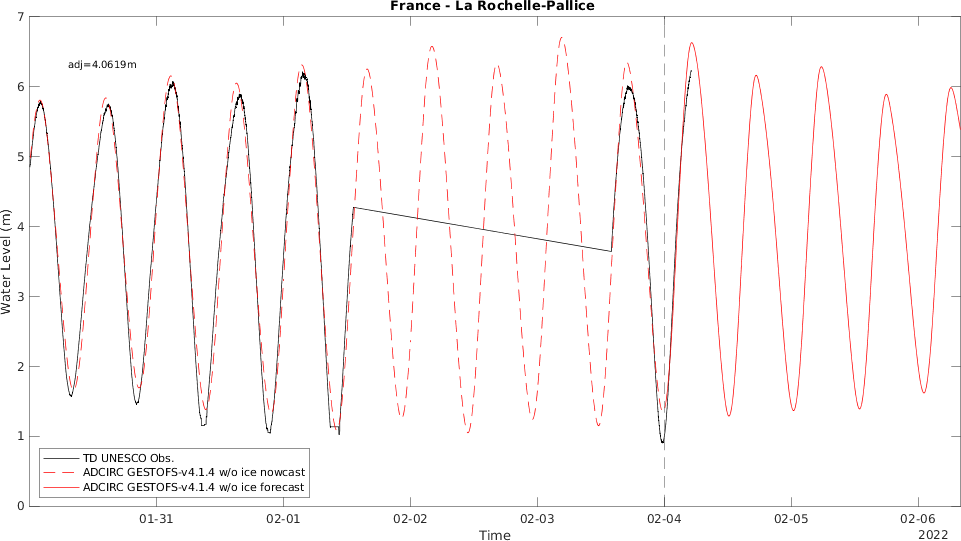 France - La Rochelle-Pallice
7
adj=4.0619m
6
5
4
3
2
1
0
Water Level (m)
TD UNESCO Obs.
ADCIRC GESTOFS-v4.1.4 w/o ice nowcast
ADCIRC GESTOFS-v4.1.4 w/o ice forecast
01-31 02-01 02-02 02-03 02-04 02-05 02-06
Time
2022